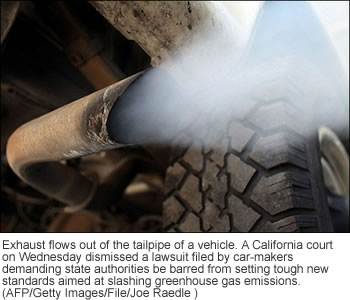 Exhaust flows out of the tailpipe of a vehicle. A California court
on Wednesday dismissed a lawsuit filed by car-makers
demanding state authorities be barred from setting tough new
standards aimed at slashing greenhouse gas emissions.
(AFP/Getty Images/File/Joe Raedle )